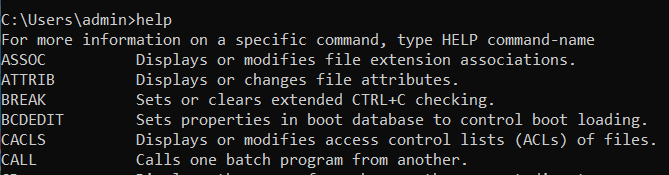 C:\Users\admin>help
For more information on a specific command, type HELP command-name
ASSOC          Displays or modifies file extension associations.
ATTRIB         Displays or changes file attributes.
BREAK          Sets or clears extended CTRL+C checking.
BCDEDIT        Sets properties in boot database to control boot loading.
CACLS          Displays or modifies access control lists (ACLs) of files.
CALL           Calls one batch program from another.